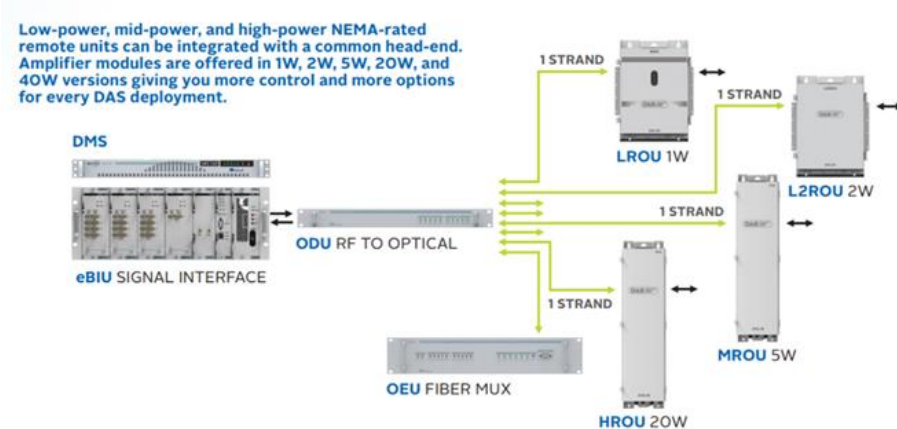 Low-power, mid-power, and high-power NEMA-rated
remote units can be integrated with a common head-end.
Amplifier modules are offered in 1W, 2W, 5W, 20W, and
40W versions giving you more control and more options
for every DAS deployment.
DMS
eBIU SIGNAL INTERFACE
ODU RF TO OPTICAL
OEU FIBER MUX
1 STRAND
LROU 1W
1 STRAND
L2ROU 2W
1 STRAND
MROU 5W
1 STRAND
HROU 20W